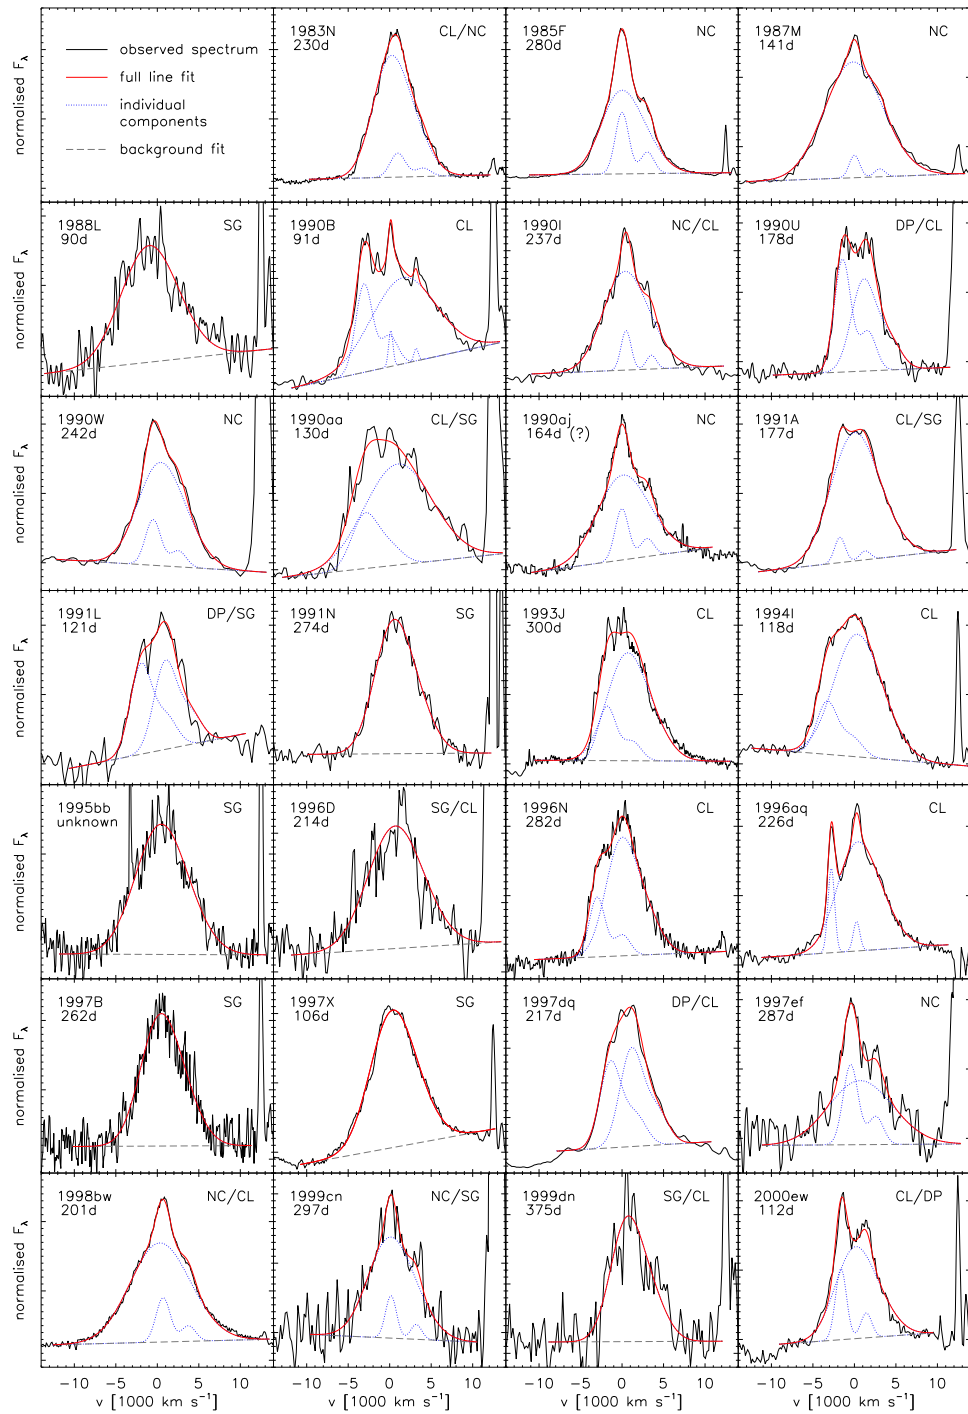 observed spectrum
full line fit
individual
components
background fit
normalised Fλ
1983N CL/NC
230d
1985F NC
280d
1987M NC
141d
normalised Fλ
1988L SG
90d
1990B CL
91d
1990I NC/CL
237d
1990U DP/CL
178d
normalised Fλ
1990W NC
242d
1990aa CL/SG
130d
1990aj NC
164d (?)
1991A CL/SG
177d
normalised Fλ
1991L DP/SG
121d
1991N SG
274d
1993J CL
300d
1994I CL
118d
normalised Fλ
1995bb SG
unknown
1996D SG/CL
214d
1996N CL
282d
1996aq CL
226d
normalised Fλ
1997B SG
262d
1997X SG
106d
1997dq DP/CL
217d
1997ef NC
287d
normalised Fλ
1998bw NC/CL
201d
1999cn NC/SG
297d
1999dn SG/CL
375d
2000ew CL/DP
112d
−10 −5 0 5 10 −10 −5 0 5 10 −10 −5 0 5 10 −10 −5 0 5 10
v [1000 km s⁻¹] v [1000 km s⁻¹] v [1000 km s⁻¹] v [1000 km s⁻¹]